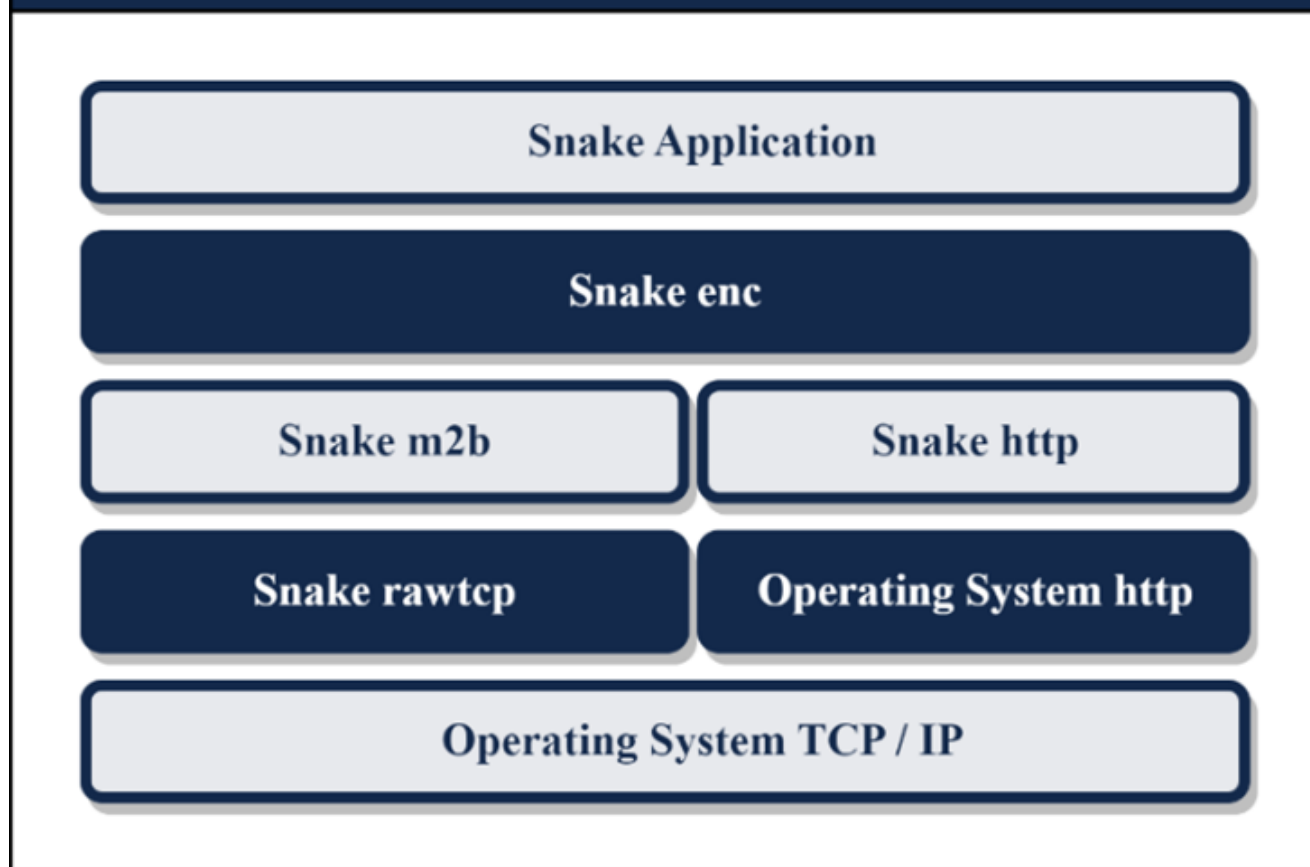 Snake Application
Snake enc
Snake m2b
Snake http
Snake rawtcp
Operating System http
Operating System TCP / IP